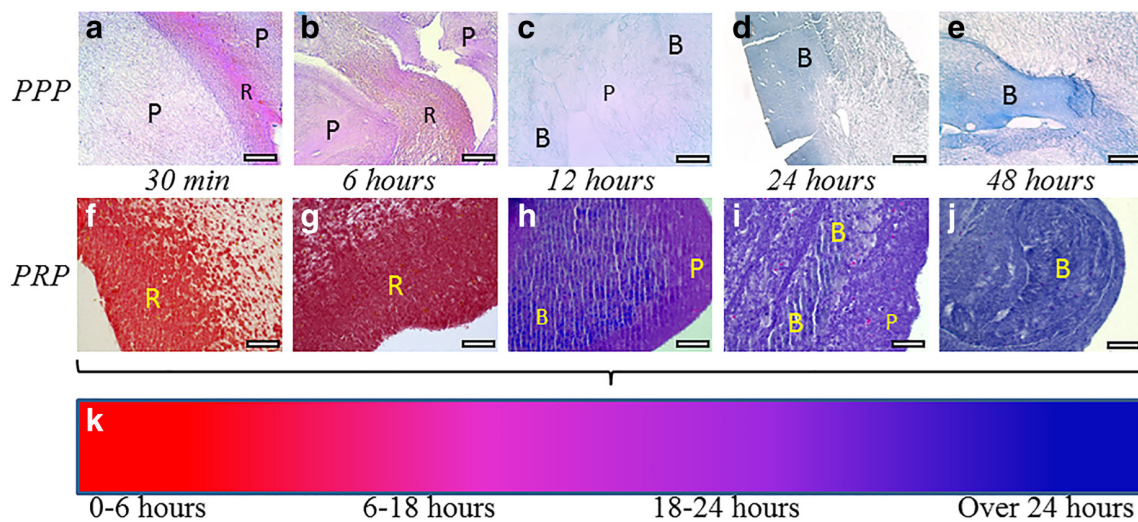 a b c d e
P P R
P P R
B P B
B
B
PPP
30 min 6 hours 12 hours 24 hours 48 hours
f g h i j
R R B P B B P B
PRP
k
0-6 hours 6-18 hours 18-24 hours Over 24 hours